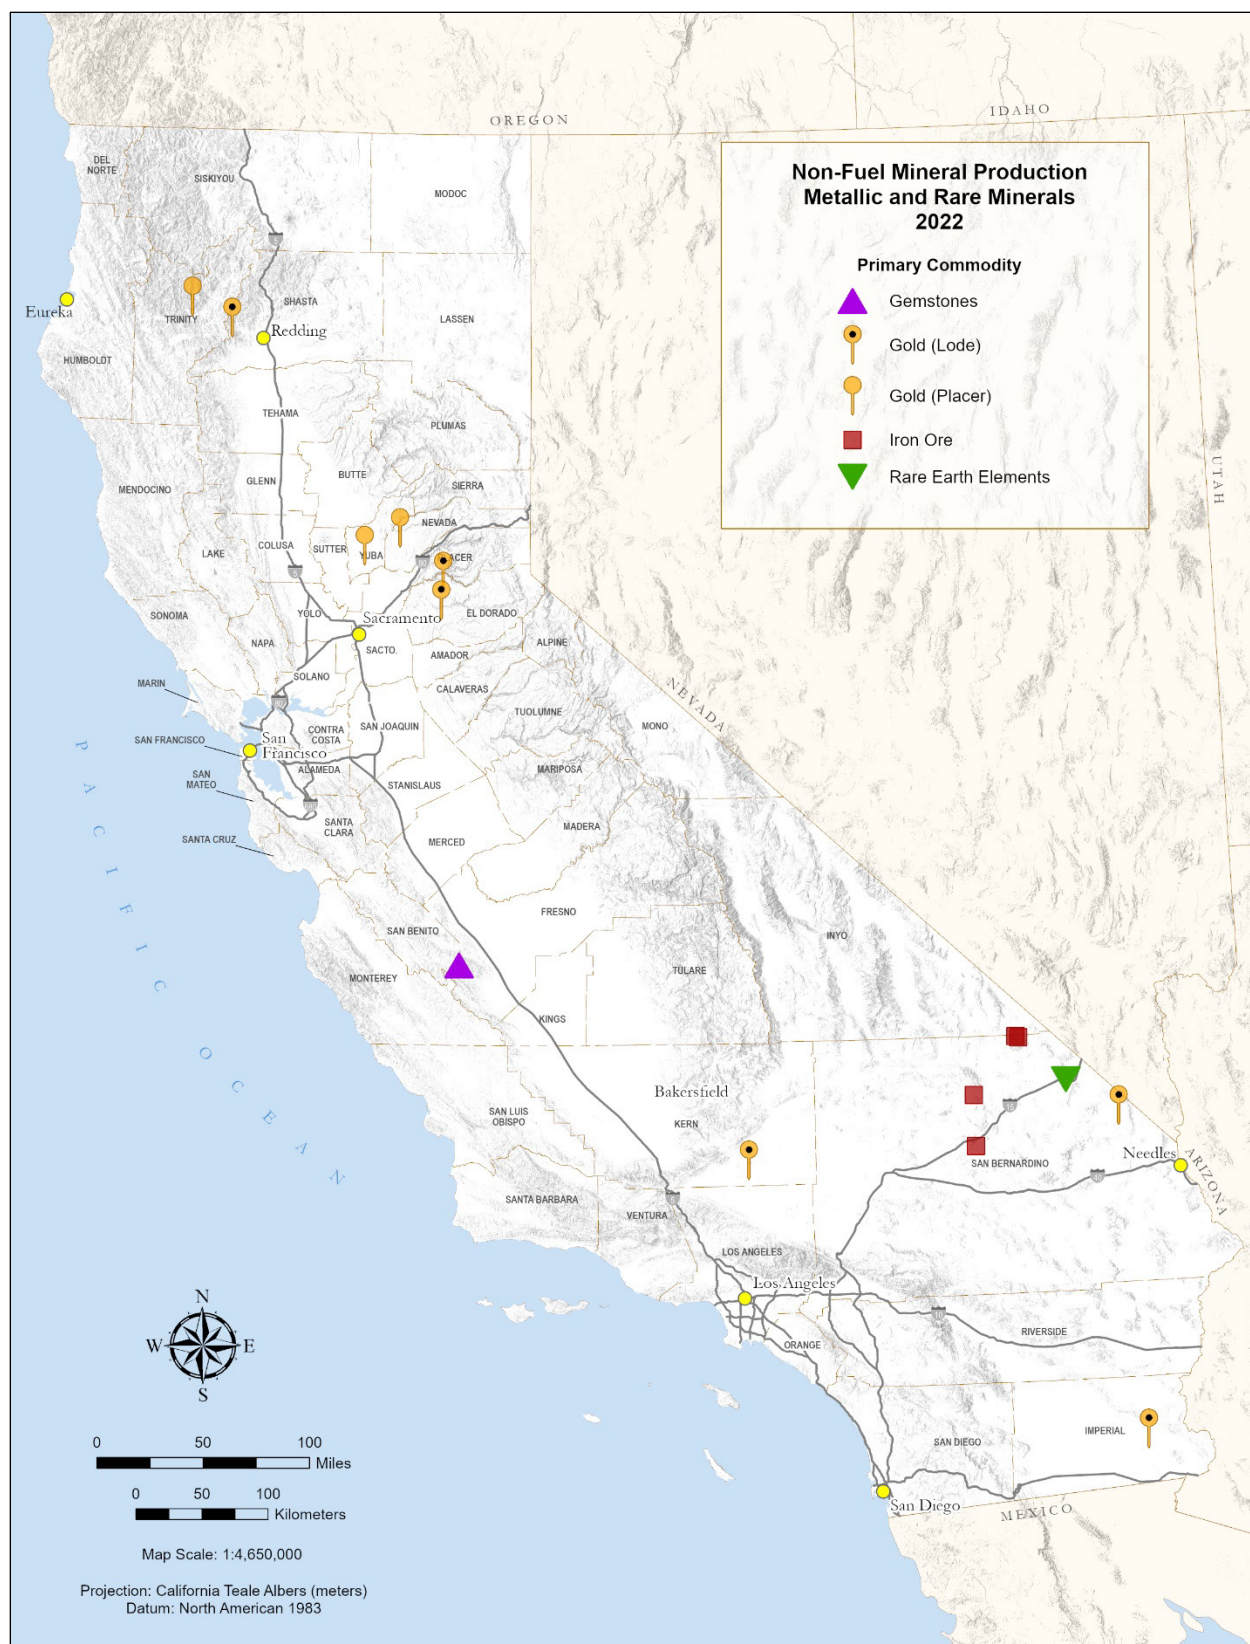 OREGON
IDAHO
DEL
NORTE
SISKIYOU
MODOC
Non-Fuel Mineral Production
Metallic and Rare Minerals
2022
Primary Commodity
Gemstones
Gold (Lode)
Gold (Placer)
Iron Ore
Rare Earth Elements
5
Eureka
TRINITY
SHASTA
Redding
LASSEN
HUMBOLDT
TEHAMA
PLUMAS
UTAH
MENDOCINO
GLENN
BUTTE
SIERRA
NEVADA
LAKE
COLUSA
SUTTER
YUBA
ACER
5
SONOMA
YOLO
Sacramento
EL DORADO
NAPA
SACTO.
AMADOR
ALPINE
MARIN
SOLANO
CALAVERAS
NEVADA
TUOLUMNE
MONO
SAN FRANCISCO
San
Francisco
CONTRA
COSTA
SAN JOAQUIN
ALAMEDA
MARIPOSA
SAN
MATEO
STANISLAUS
SANTA
CLARA
MADERA
SANTA CRUZ
MERCED
PACIFIC OCEAN
FRESNO
SAN BENITO
INYO
MONTEREY
TULARE
KINGS
Bakersfield
SAN LUIS
OBISPO
KERN
15
Needles
SAN BERNARDINO
40
ARIZONA
SANTA BARBARA
5
VENTURA
LOS ANGELES
Los Angeles
10
RIVERSIDE
ORANGE
IMPERIAL
SAN DIEGO
San Diego
MEXICO
N
W E
S
0 50 100
Miles
0 50 100
Kilometers
Map Scale: 1:4,650,000
Projection: California Teale Albers (meters)
Datum: North American 1983